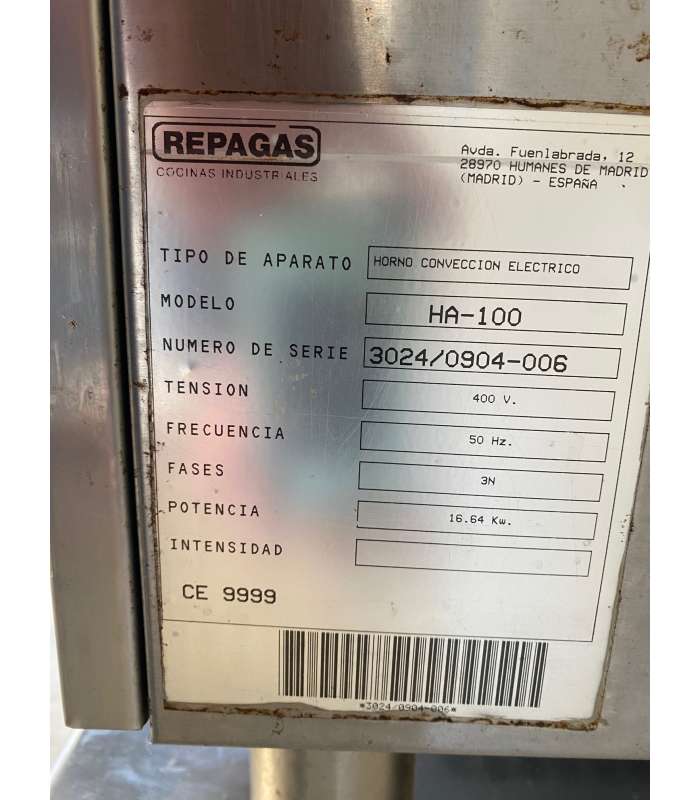 REPAGAS
COCINAS INDUSTRIALES
Avda. Fuenlabrada, 12
28970 HUMANES DE MADRID
(MADRID) - ESPAÑA
TIPO DE APARATO HORNO CONVECCION ELECTRICO
MODELO HA-100
NUMERO DE SERIE 3024/0904-006
TENSION 400 V.
FRECUENCIA 50 Hz.
FASES 3N
POTENCIA 16.64 Kw.
INTENSIDAD
CE 9999
*3024/0904-006*